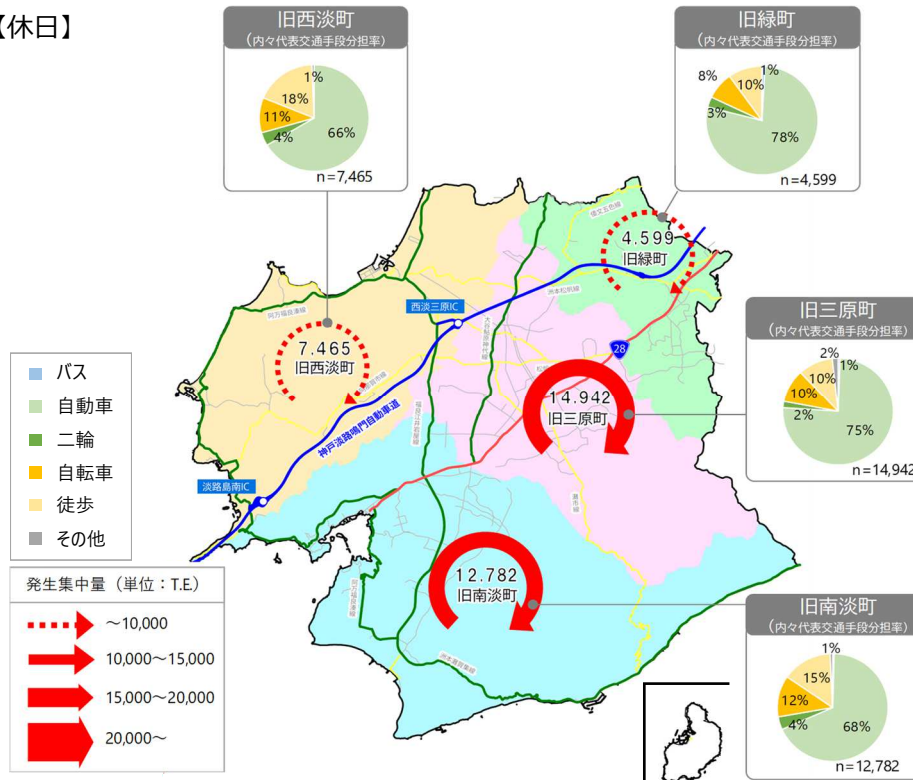 【休日】
旧西淡町
(内々代表交通手段分担率)
1%
18%
11%
4%
66%
n=7,465
旧緑町
(内々代表交通手段分担率)
1%
8%
10%
3%
78%
n=4,599
4.599
旧緑町
西淡三原IC
7.465
旧西淡町
28
旧三原町
(内々代表交通手段分担率)
2%
1%
10%
10%
2%
75%
n=14,942
14.942
旧三原町
神戸淡路鳴門自動車道
淡路島南IC
バス
自動車
二輪
自転車
徒歩
その他
12.782
旧南淡町
発生集中量（単位：T.E.）
～10,000
10,000～15,000
15,000～20,000
20,000～
旧南淡町
(内々代表交通手段分担率)
1%
15%
12%
4%
68%
n=12,782